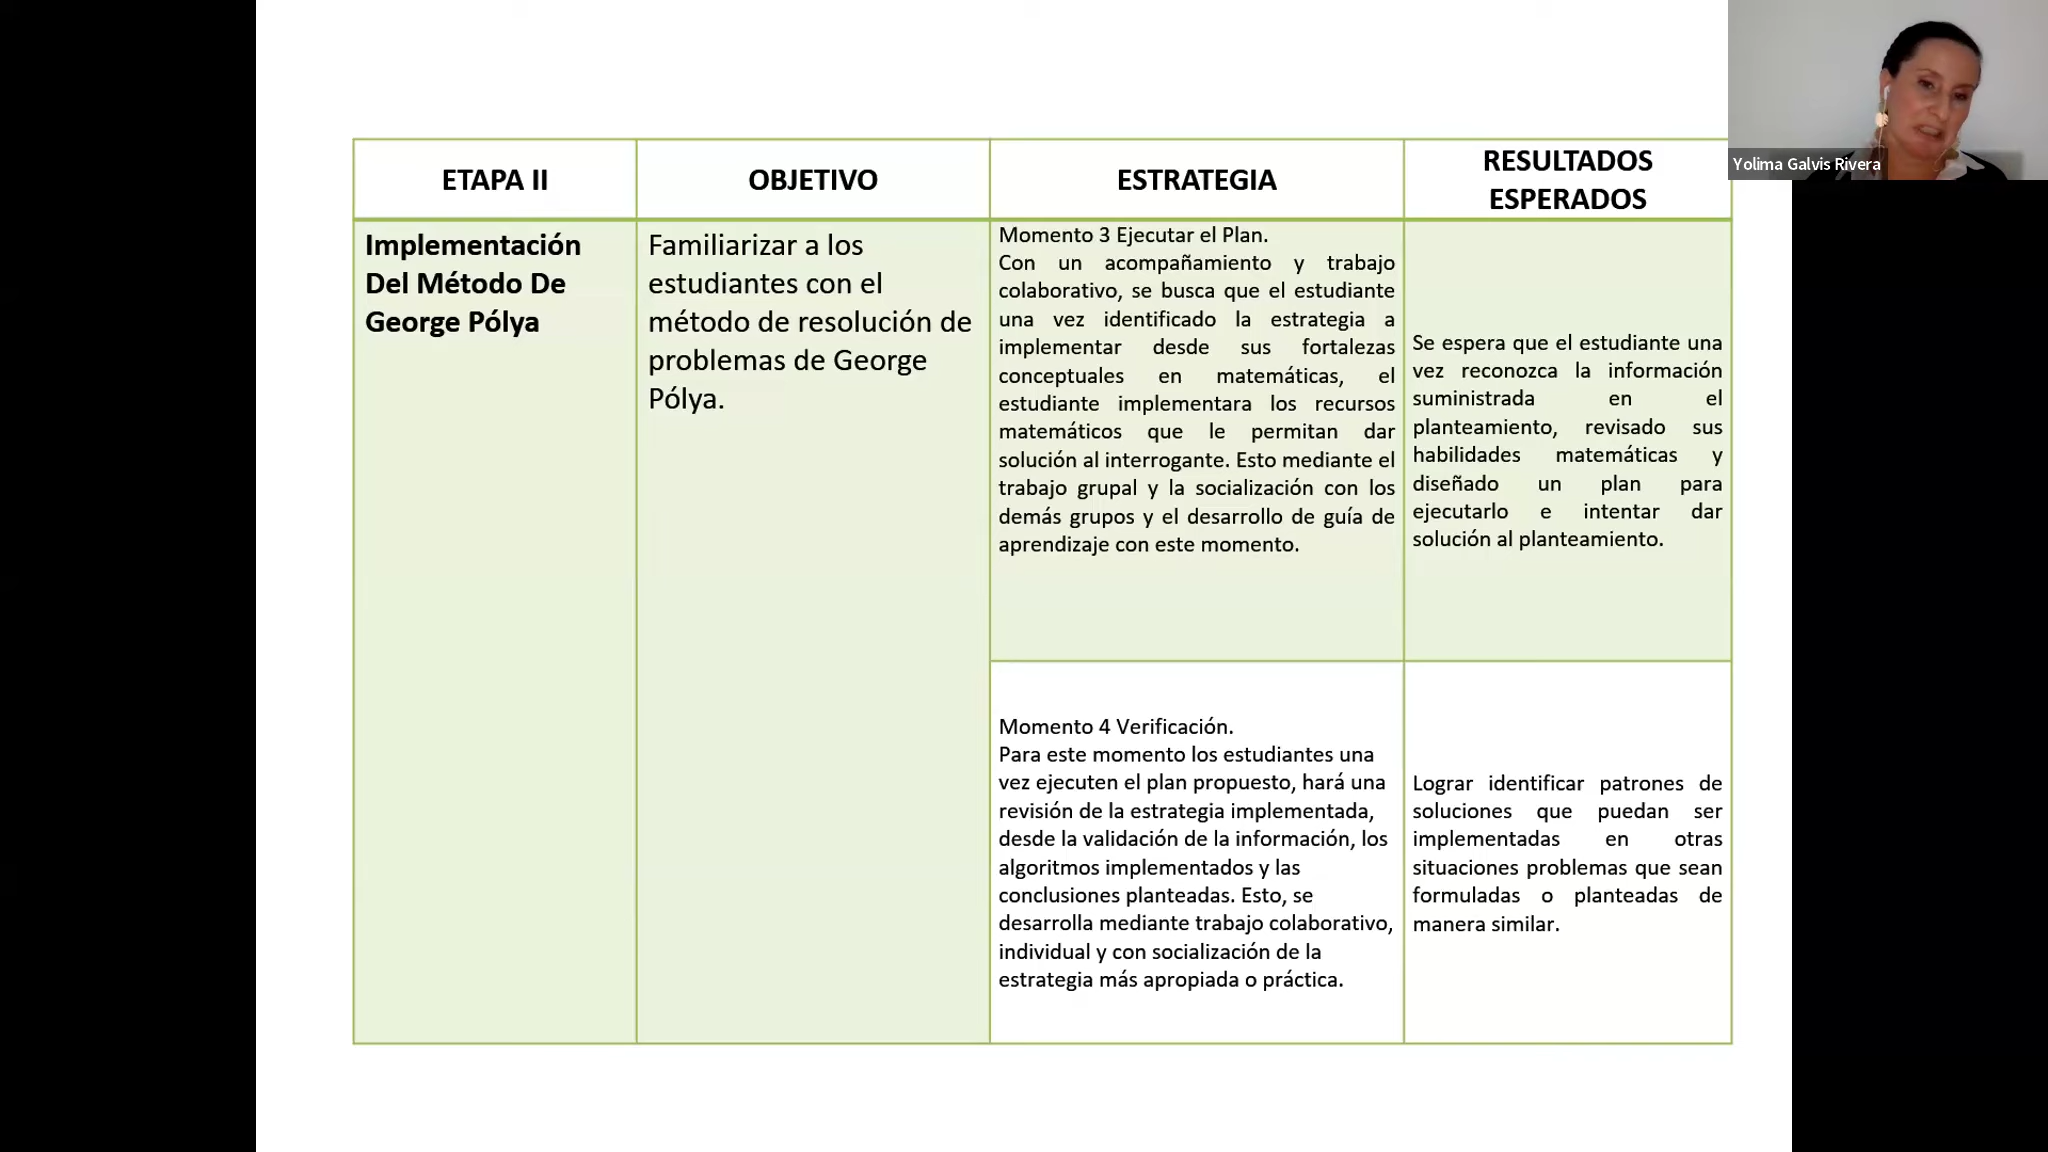 ETAPA II
OBJETIVO
ESTRATEGIA
RESULTADOS
ESPERADOS
Implementación
Del Método De
George Pólya
Familiarizar a los
estudiantes con el
método de resolución de
problemas de George
Pólya.
Momento 3 Ejecutar el Plan.
Con un acompañamiento y trabajo
colaborativo, se busca que el estudiante
una vez identificado la estrategia a
implementar desde sus fortalezas
conceptuales en matemáticas, el
estudiante implementara los recursos
matemáticos que le permitan dar
solución al interrogante. Esto mediante el
trabajo grupal y la socialización con los
demás grupos y el desarrollo de guía de
aprendizaje con este momento.
Se espera que el estudiante una
vez reconozca la información
suministrada en el
planteamiento, revisado sus
habilidades matemáticas y
diseñado un plan para
ejecutarlo e intentar dar
solución al planteamiento.
Momento 4 Verificación.
Para este momento los estudiantes una
vez ejecuten el plan propuesto, hará una
revisión de la estrategia implementada,
desde la validación de la información, los
algoritmos implementados y las
conclusiones planteadas. Esto, se
desarrolla mediante trabajo colaborativo,
individual y con socialización de la
estrategia más apropiada o práctica.
Lograr identificar patrones de
soluciones que puedan ser
implementadas en otras
situaciones problemas que sean
formuladas o planteadas de
manera similar.
Yolima Galvis Rivera